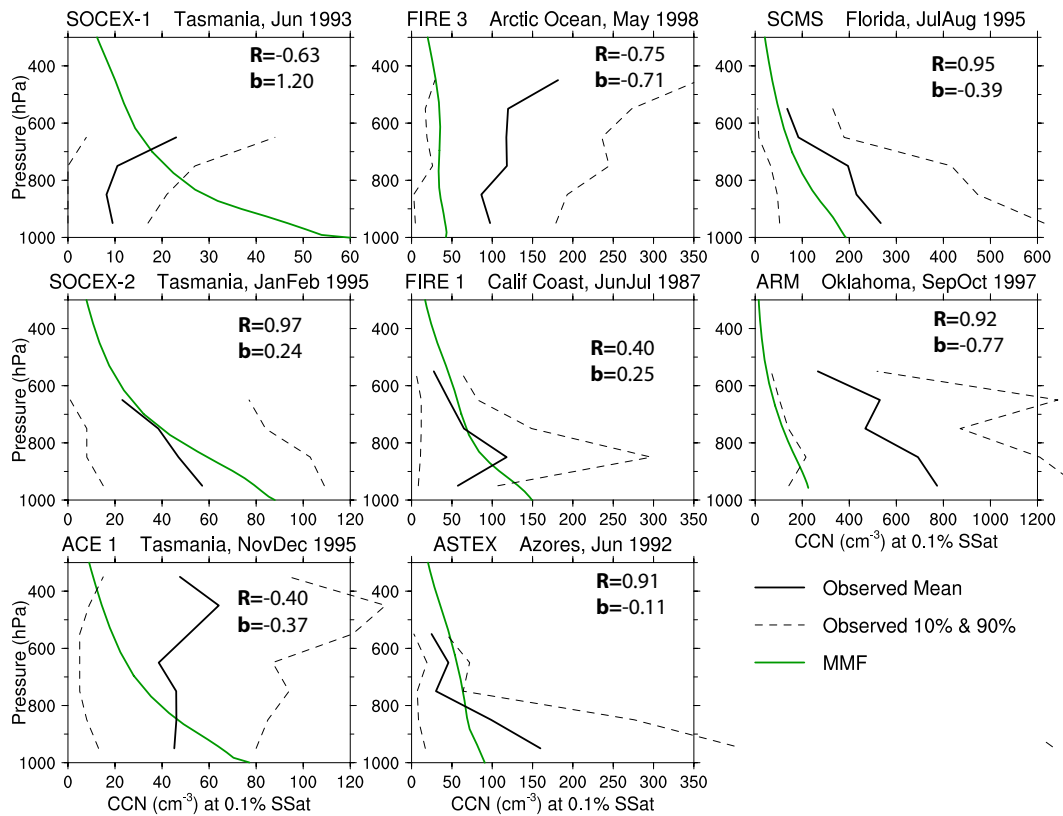 SOCEX-1 Tasmania, Jun 1993
FIRE 3 Arctic Ocean, May 1998
SCMS Florida, JulAug 1995
R=-0.63
b=1.20
R=-0.75
b=-0.71
R=0.95
b=-0.39
Pressure (hPa)
400
600
800
1000
0 15 30 45 60
400
600
800
1000
0 50 100 150 200 250 300 350
400
600
800
1000
0 100 200 300 400 500 600
SOCEX-2 Tasmania, JanFeb 1995
FIRE 1 Calif Coast, JunJul 1987
ARM Oklahoma, SepOct 1997
R=0.97
b=0.24
R=0.40
b=0.25
R=0.92
b=-0.77
Pressure (hPa)
400
600
800
1000
0 20 40 60 80 100 120
400
600
800
1000
0 50 100 150 200 250 300 350
400
600
800
1000
0 200 400 600 800 1000 1200
CCN (cm-3) at 0.1% SSat
ACE 1 Tasmania, NovDec 1995
ASTEX Azores, Jun 1992
R=-0.40
b=-0.37
R=0.91
b=-0.11
Pressure (hPa)
400
600
800
1000
0 20 40 60 80 100 120
CCN (cm-3) at 0.1% SSat
400
600
800
1000
0 50 100 150 200 250 300 350
CCN (cm-3) at 0.1% SSat
Observed Mean
Observed 10% & 90%
MMF